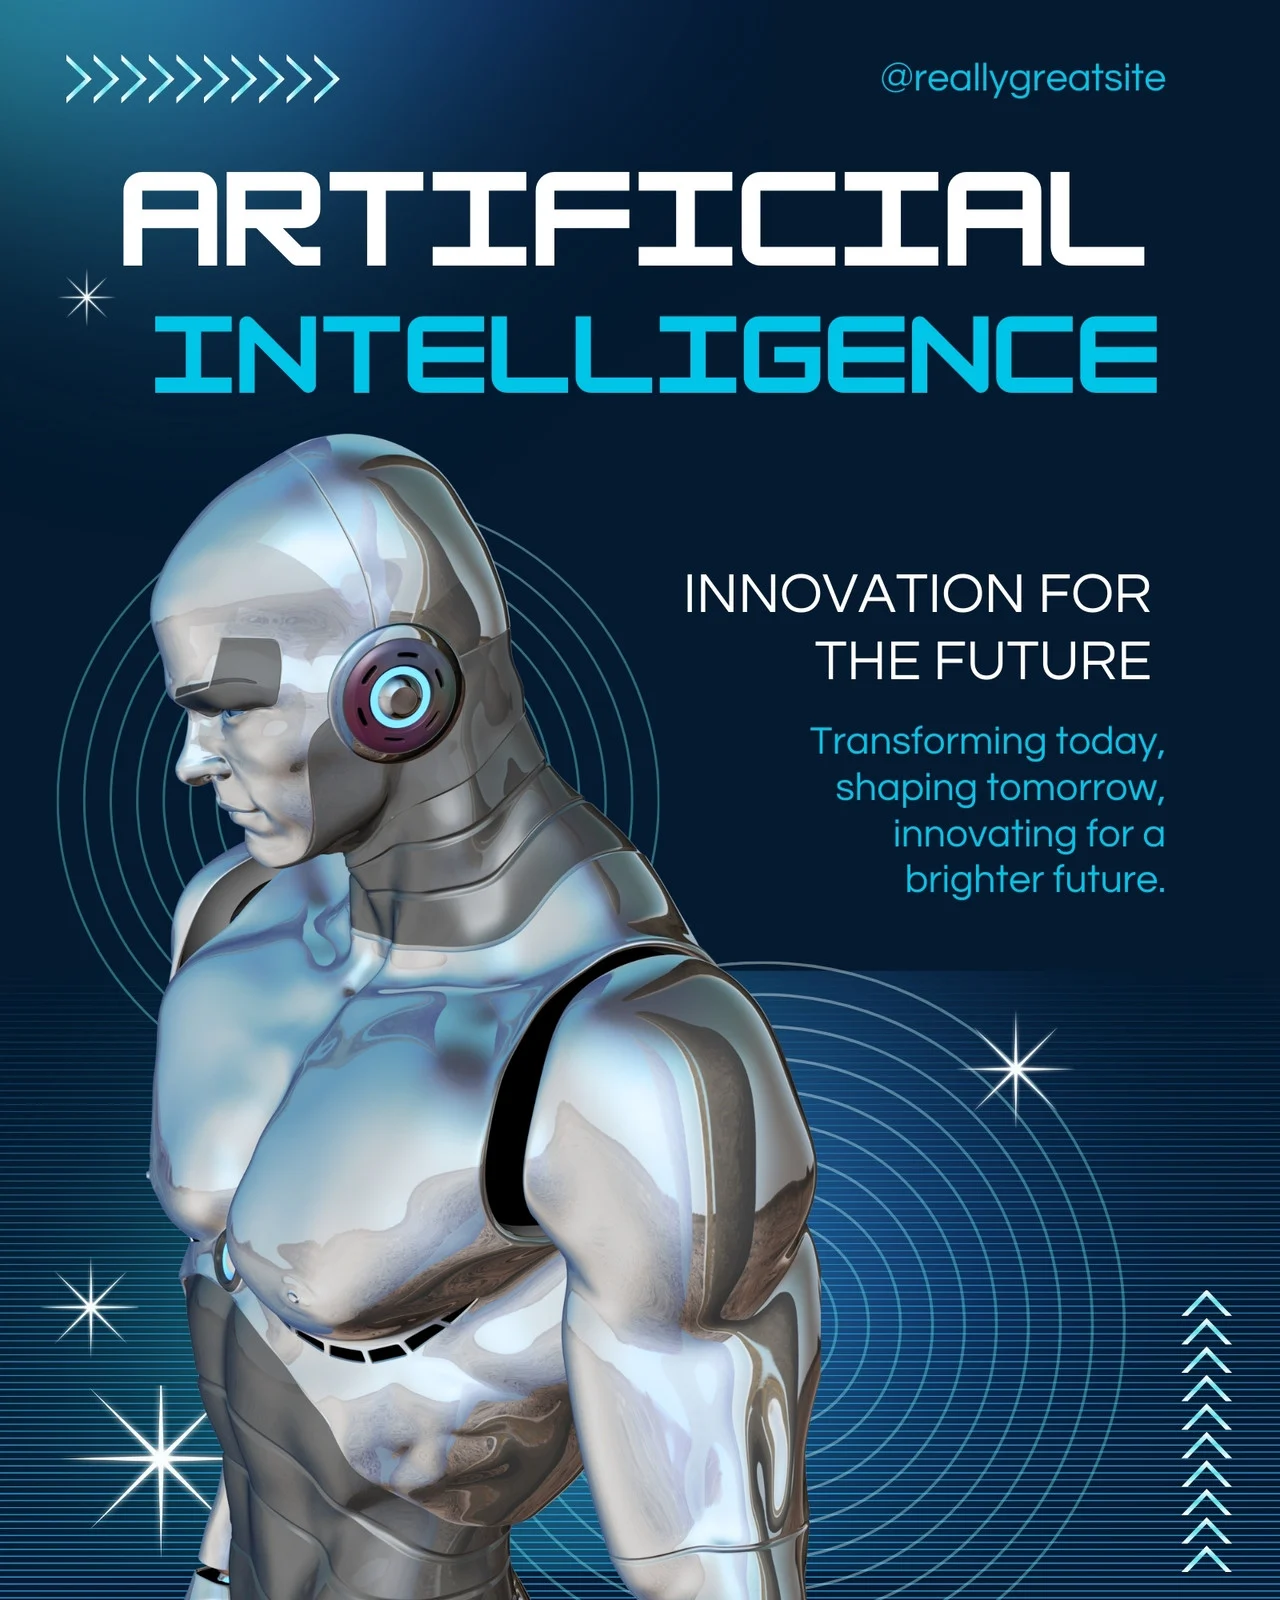 @reallygreatsite
ARTIFICIAL
INTELLIGENCE
INNOVATION FOR
THE FUTURE
Transforming today,
shaping tomorrow,
innovating for a
brighter future.